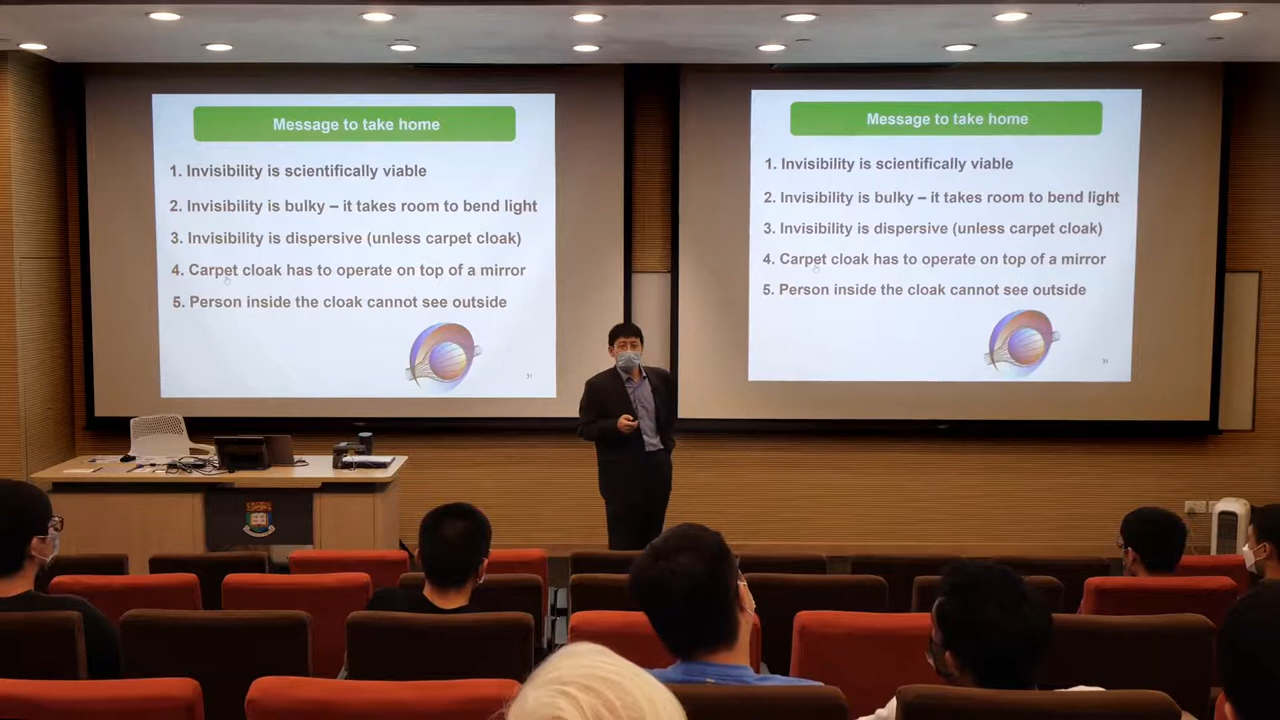 Message to take home
1. Invisibility is scientifically viable
2. Invisibility is bulky – it takes room to bend light
3. Invisibility is dispersive (unless carpet cloak)
4. Carpet cloak has to operate on top of a mirror
5. Person inside the cloak cannot see outside
31
Message to take home
1. Invisibility is scientifically viable
2. Invisibility is bulky – it takes room to bend light
3. Invisibility is dispersive (unless carpet cloak)
4. Carpet cloak has to operate on top of a mirror
5. Person inside the cloak cannot see outside
31